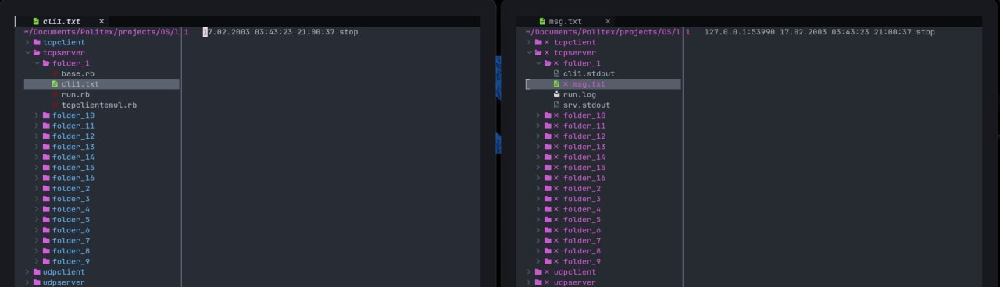 cli1.txt ×
~/Documents/Politex/projects/OS/l
tcpclient
tcpserver
folder_1
base.rb
cli1.txt
run.rb
tcpclientemul.rb
folder_10
folder_11
folder_12
folder_13
folder_14
folder_15
folder_16
folder_2
folder_3
folder_4
folder_5
folder_6
folder_7
folder_8
folder_9
udpclient
udpserver
1 17.02.2003 03:43:23 21:00:37 stop
msg.txt ×
~/Documents/Politex/projects/OS/l
× tcpclient
× tcpserver
× folder_1
cli1.stdout
× msg.txt
run.log
srv.stdout
× folder_10
× folder_11
× folder_12
× folder_13
× folder_14
× folder_15
× folder_16
× folder_2
× folder_3
× folder_4
× folder_5
× folder_6
× folder_7
× folder_8
× folder_9
× udpclient
× udpserver
1 127.0.0.1:53990 17.02.2003 03:43:23 21:00:37 stop